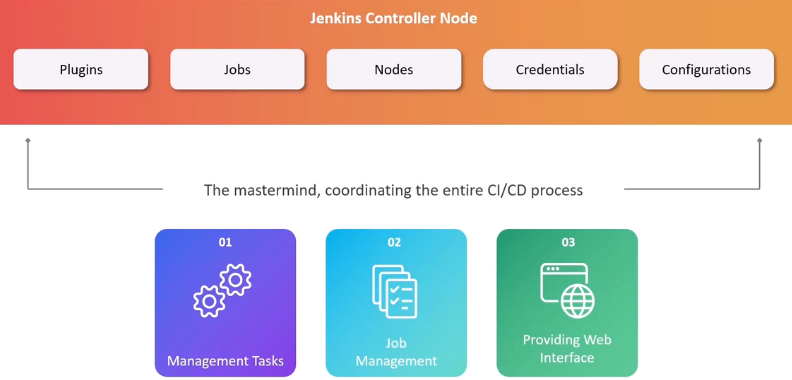 Jenkins Controller Node
Plugins
Jobs
Nodes
Credentials
Configurations
The mastermind, coordinating the entire CI/CD process
01
Management Tasks
02
Job
Management
03
Providing Web
Interface